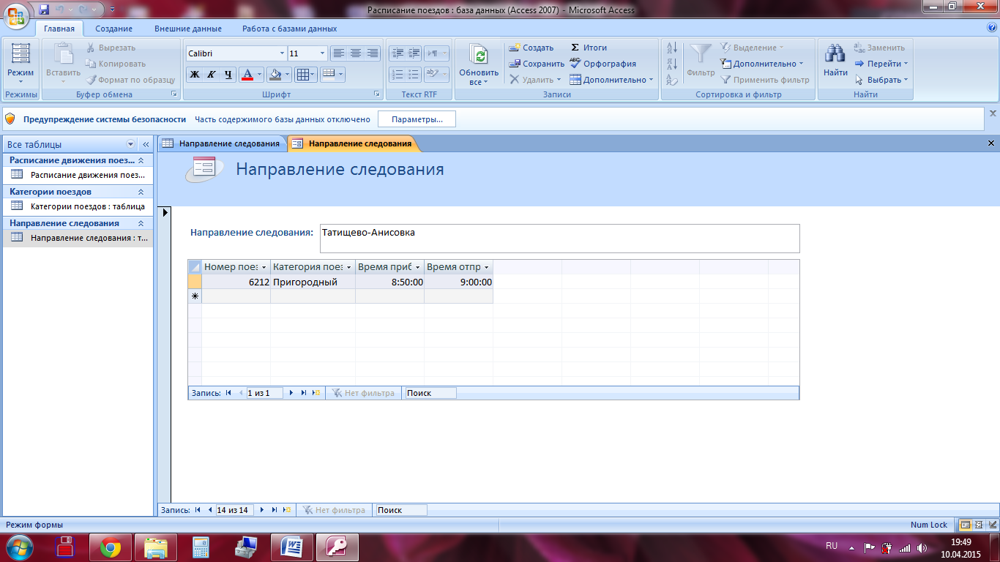 Расписание поездов : база данных (Access 2007) - Microsoft Access
Главная Создание Внешние данные Работа с базами данных
Режим
Режимы
Вставить
Вырезать
Копировать
Формат по образцу
Буфер обмена
Calibri 11
Ж К Ч А
Шрифт
Текст RTF
Обновить все
Создать
Сохранить
Удалить
Σ Итоги
Орфография
Дополнительно
Записи
Фильтр
Выделение
Дополнительно
Применить фильтр
Сортировка и фильтр
Найти
Заменить
Перейти
Выбрать
Найти
Предупреждение системы безопасности Часть содержимого базы данных отключено Параметры...
Все таблицы
Расписание движения поез...
Расписание движения поез...
Категории поездов
Категории поездов : таблица
Направление следования
Направление следования : т...
Направление следования Направление следования
Направление следования
Направление следования: Татищево-Анисовка
Номер поез Категория поез Время приб Время отпр
6212 Пригородный 8:50:00 9:00:00
Запись: 1 из 1 Нет фильтра Поиск
Запись: 14 из 14 Нет фильтра Поиск
Режим формы Num Lock
RU 19:49
10.04.2015